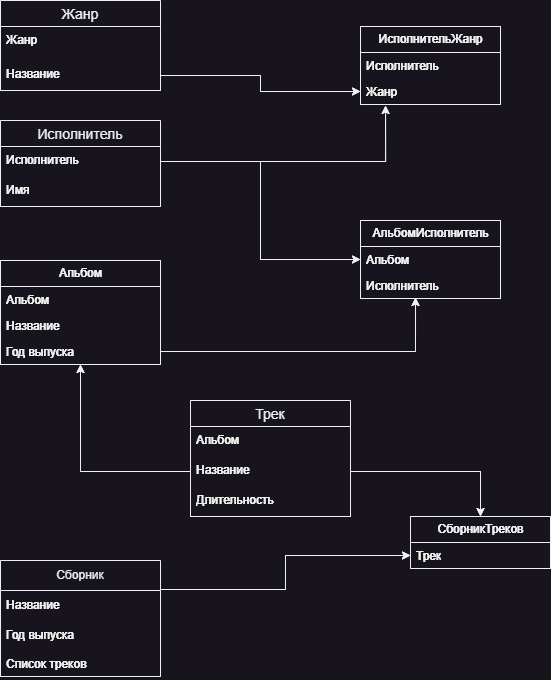 Жанр
Жанр
Название
ИсполнительЖанр
Исполнитель
Жанр
Исполнитель
Исполнитель
Имя
АльбомИсполнитель
Альбом
Исполнитель
Альбом
Альбом
Название
Год выпуска
Трек
Альбом
Название
Длительность
СборникТреков
Трек
Сборник
Название
Год выпуска
Список треков